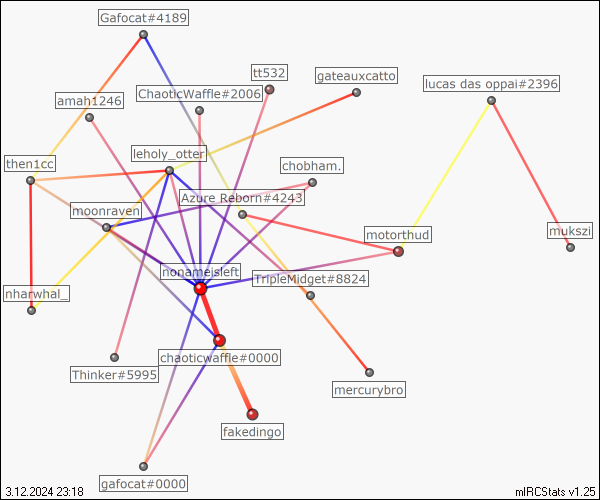 Gafocat#4189
tt532
gateauxcatto
lucas das oppai#2396
ChaoticWaffle#2006
amah1246
leholy_otter
chobham.
then1cc
Azure_Reborn#4243
moonraven
motorthud
mukszi
nonameisleft
TripleMidget#8824
nharwhal_
chaoticwaffle#0000
Thinker#5995
mercurybro
fakedingo
gafocat#0000
3.12.2024 23:18
mIRCStats v1.25